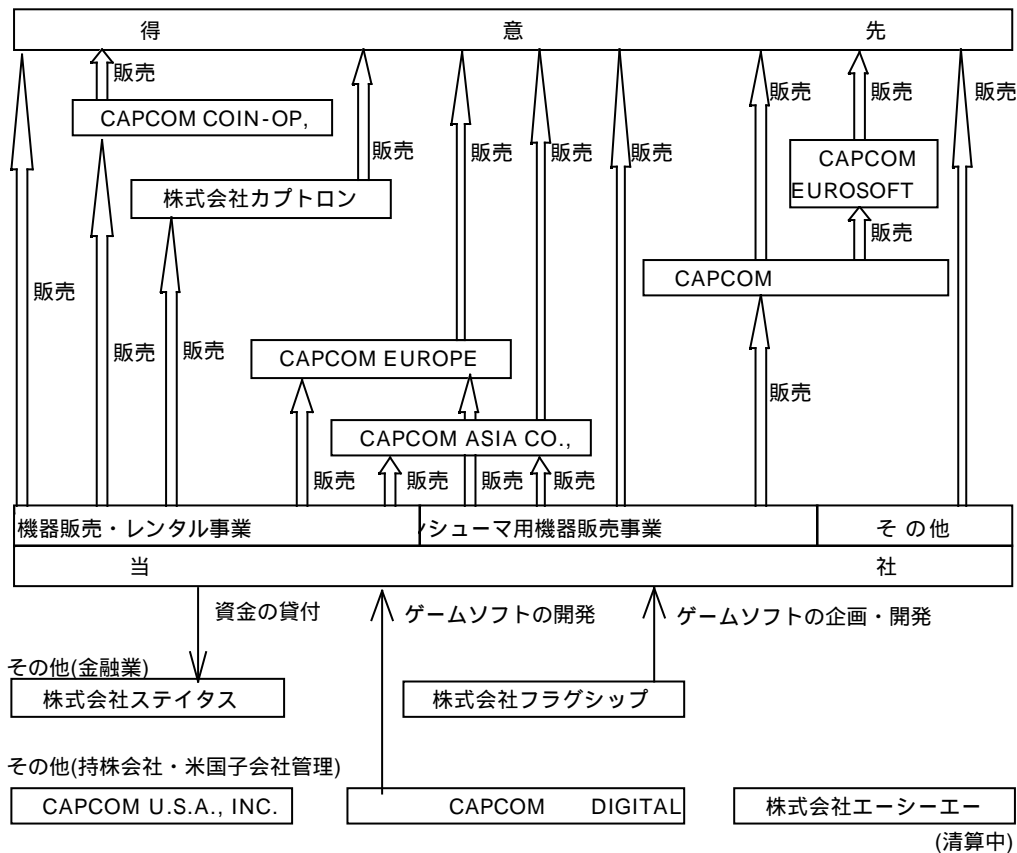 得 意 先
販売
CAPCOM COIN-OP,
販売
販売
販売
販売
販売
販売
販売
株式会社カプトロン
販売
販売
CAPCOM
EUROSOFT
販売
CAPCOM
販売
販売
販売
CAPCOM EUROPE
販売
CAPCOM ASIA CO.,
販売
販売
販売
販売
機器販売・レンタル事業
シューマ用機器販売事業
その他
当 社
資金の貸付
ゲームソフトの開発
ゲームソフトの企画・開発
その他(金融業)
株式会社ステイタス
株式会社フラグシップ
その他(持株会社・米国子会社管理)
CAPCOM U.S.A., INC.
CAPCOM DIGITAL
株式会社エーシーエー
(清算中)